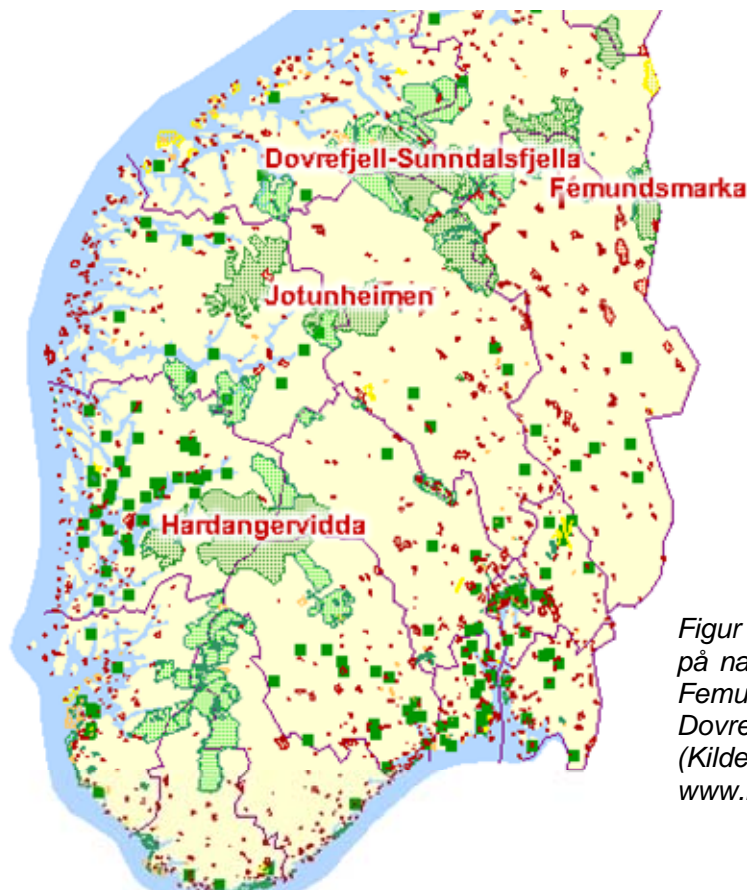 Dovrefjell-Sunndalsfjella
Femundsmarka
Jotunheimen
Hardangervidda
Figur
på na
Femu
Dovre
(Kilde
www.